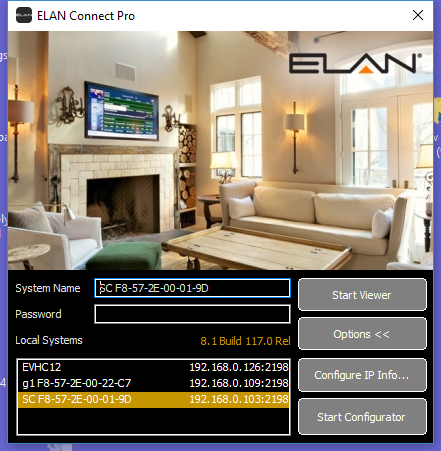 ELAN Connect Pro
ELAN®
System Name
SC F8-57-2E-00-01-9D
Start Viewer
Password
Options <<
Local Systems
8.1 Build 117.0 Rel
EVHC12 192.168.0.126:2198
g1 F8-57-2E-00-22-C7 192.168.0.109:2198
SC F8-57-2E-00-01-9D 192.168.0.103:2198
Configure IP Info...
Start Configurator